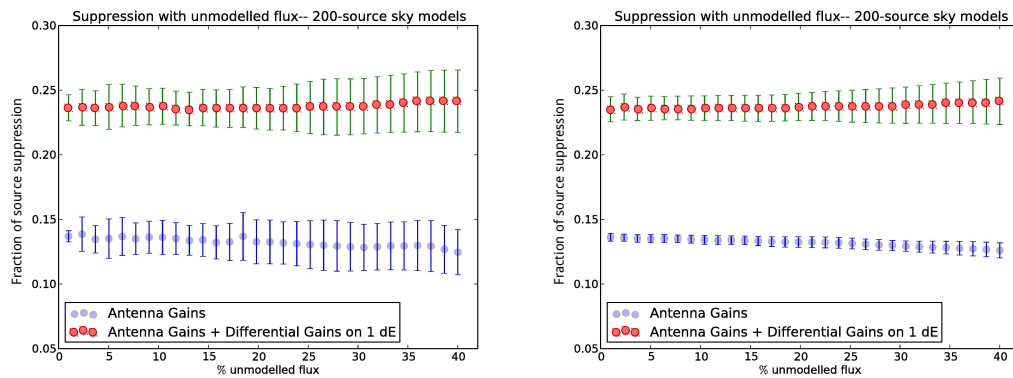 Suppression with unmodelled flux-- 200-source sky models
0.30
0.25
0.20
0.15
0.10
0.05
Fraction of source suppression
0 5 10 15 20 25 30 35 40
% unmodelled flux
Antenna Gains
Antenna Gains + Differential Gains on 1 dE
Suppression with unmodelled flux-- 200-source sky models
0.30
0.25
0.20
0.15
0.10
0.05
Fraction of source suppression
0 5 10 15 20 25 30 35 40
% unmodelled flux
Antenna Gains
Antenna Gains + Differential Gains on 1 dE